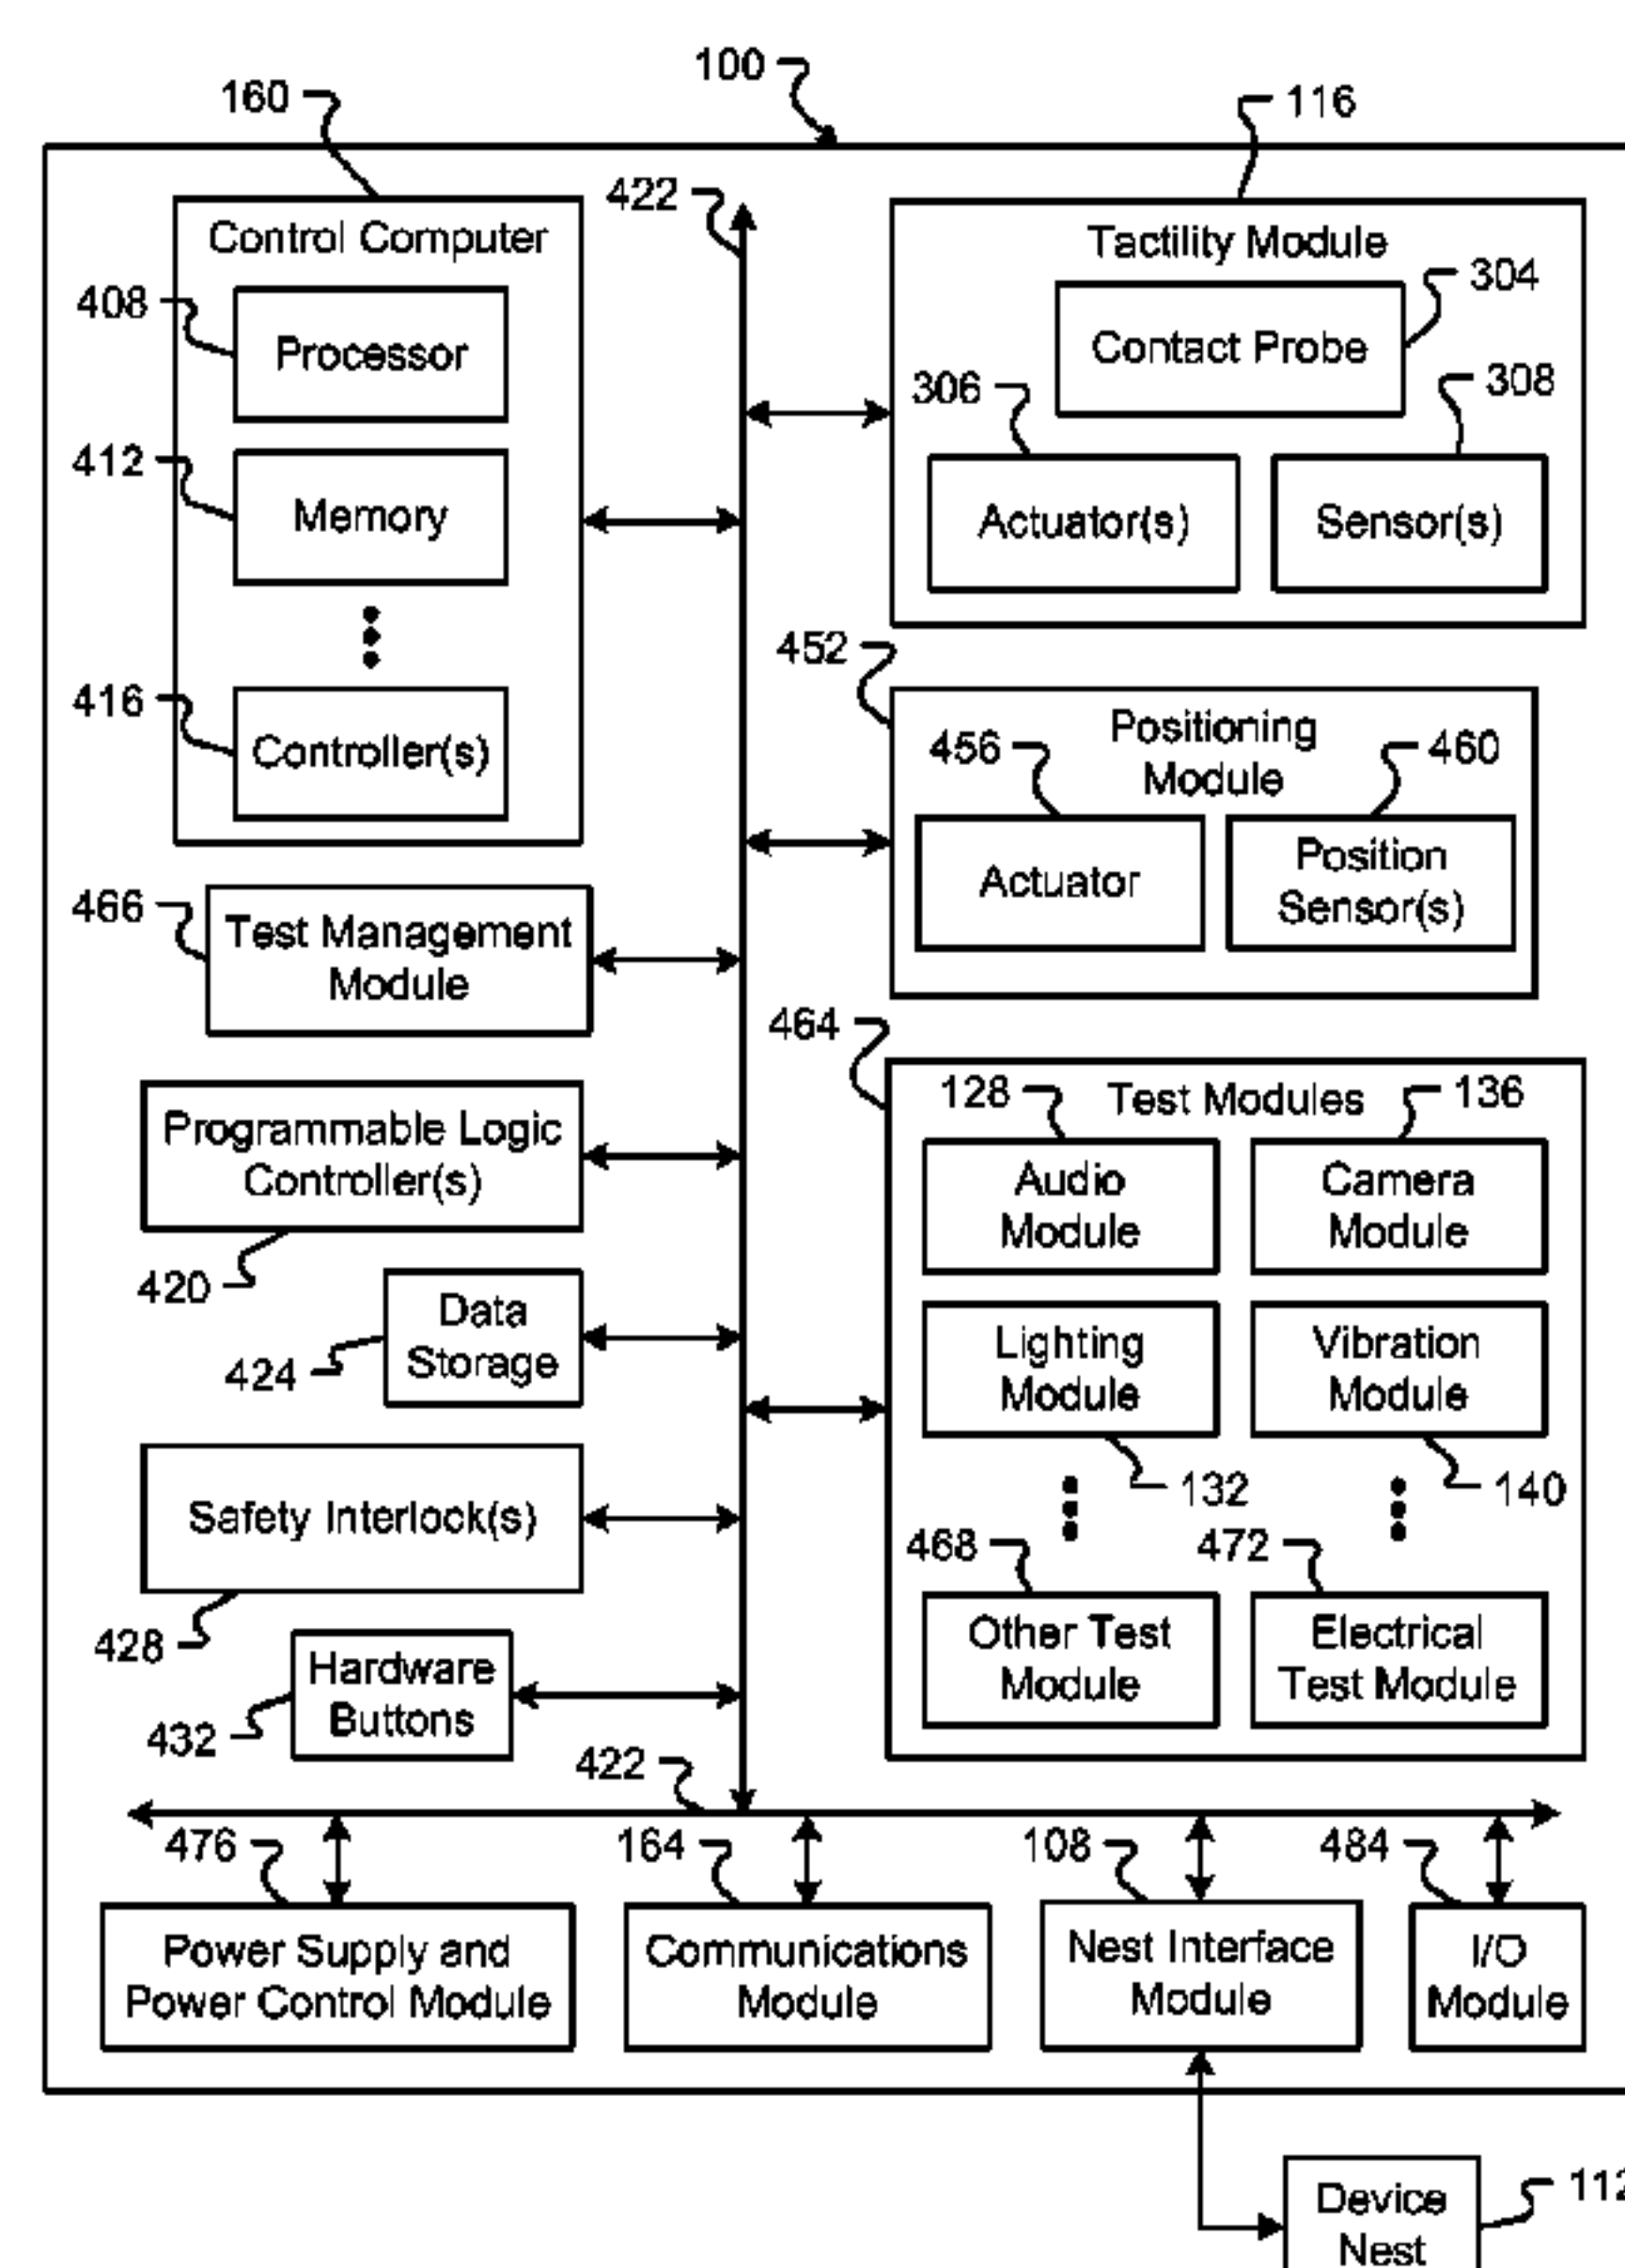 100
160
116
422
Control Computer
Tactility Module
408
304
Processor
Contact Probe
306
308
412
Memory
Actuator(s)
Sensor(s)
452
416
Controller(s)
Positioning
Module
456
460
Actuator
Position
Sensor(s)
466
Test Management
Module
464
Test Modules
128
136
Programmable Logic
Controller(s)
Audio
Module
Camera
Module
420
Data
Storage
424
Lighting
Module
Vibration
Module
132
140
Safety Interlock(s)
468
472
428
Other Test
Module
Electrical
Test Module
Hardware
Buttons
432
422
476
164
108
484
Power Supply and
Power Control Module
Communications
Module
Nest Interface
Module
I/O
Module
Device
Nest
112